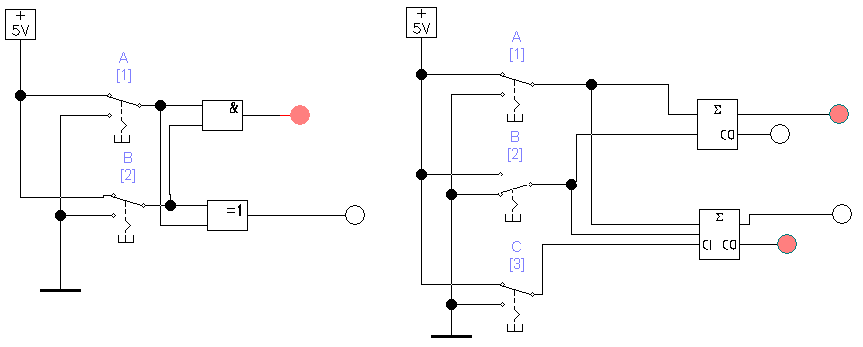 +
5V
A
[1]
&
B
[2]
=1
+
5V
A
[1]
Σ
CO
B
[2]
Σ
CI CO
C
[3]